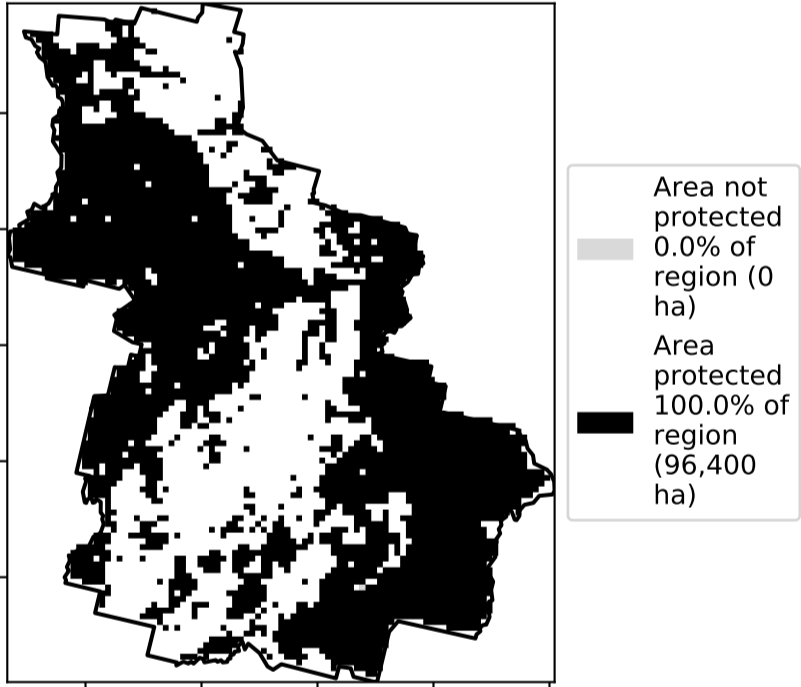 Area not
protected
0.0% of
region (0
ha)
Area
protected
100.0% of
region
(96,400
ha)